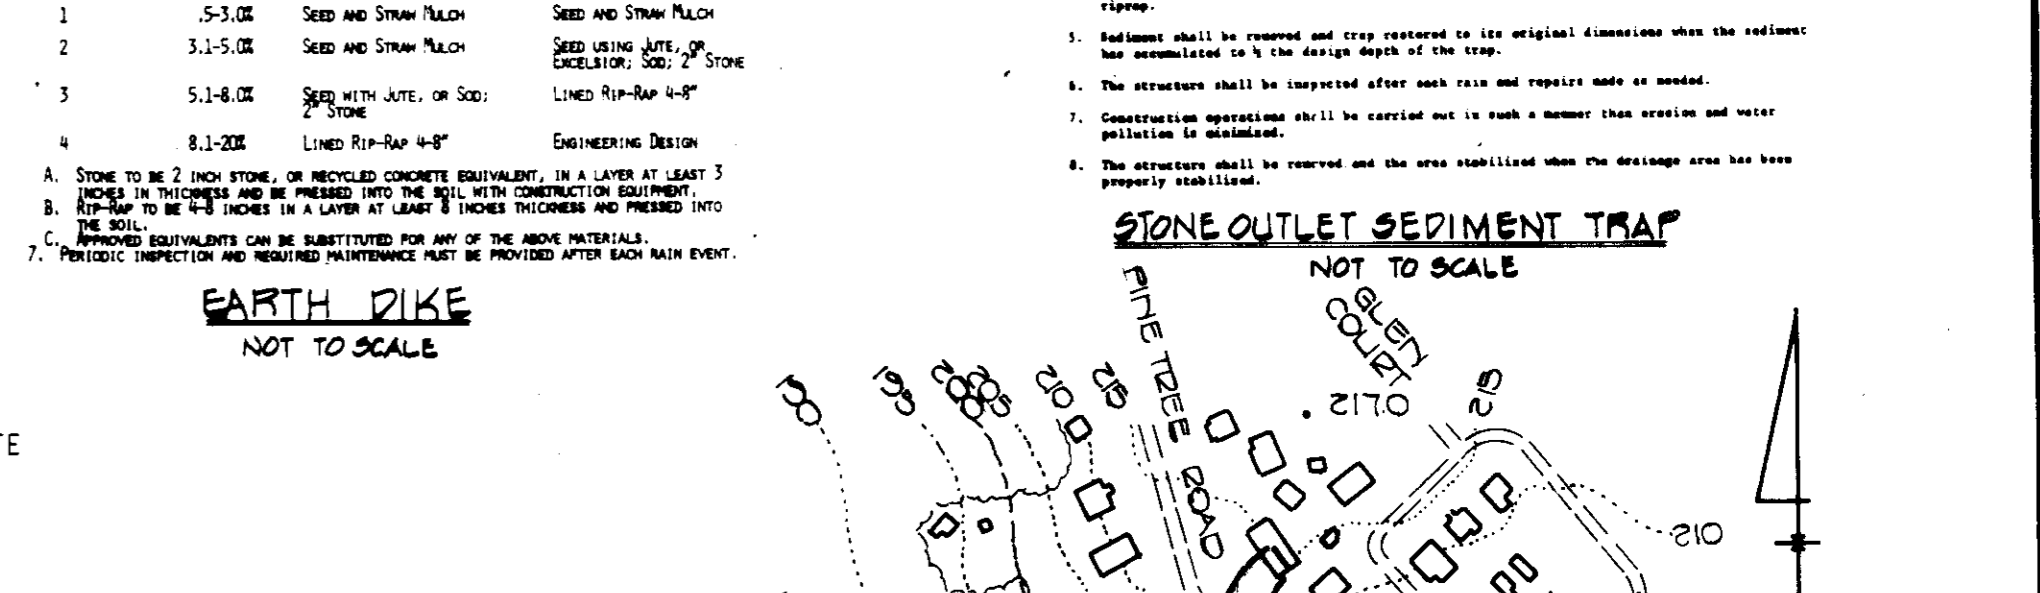 1 .5-3.0% SEED AND STRAW MULCH SEED AND STRAW MULCH
2 3.1-5.0% SEED AND STRAW MULCH SEED USING JUTE, OR
EXCELSIOR; SOD; 2" STONE
3 5.1-8.0% SEED WITH JUTE, OR SOD; LINED RIP-RAP 4-8"
2" STONE
4 8.1-20% LINED RIP-RAP 4-8" ENGINEERING DESIGN
A. STONE TO BE 2 INCH STONE, OR RECYCLED CONCRETE EQUIVALENT, IN A LAYER AT LEAST 3
INCHES IN THICKNESS AND BE PRESSED INTO THE SOIL WITH CONSTRUCTION EQUIPMENT.
B. RIP-RAP TO BE 4-8 INCHES IN A LAYER AT LEAST 8 INCHES THICKNESS AND PRESSED INTO
THE SOIL.
C. APPROVED EQUIVALENTS CAN BE SUBSTITUTED FOR ANY OF THE ABOVE MATERIALS.
7. PERIODIC INSPECTION AND REQUIRED MAINTENANCE MUST BE PROVIDED AFTER EACH RAIN EVENT.
EARTH DIKE
NOT TO SCALE
TE
riprap.
5. Sediment shall be removed and trap restored to its original dimensions when the sediment
has accumulated to ½ the design depth of the trap.
6. The structure shall be inspected after each rain and repairs made as needed.
7. Construction operations shall be carried out in such a manner than erosion and water
pollution is minimized.
8. The structure shall be removed and the area stabilized when the drainage area has been
properly stabilized.
STONE OUTLET SEDIMENT TRAP
NOT TO SCALE
PINE TREE ROAD
GLEN
COURT
190
195
200
205
210
215
217.0
215
210